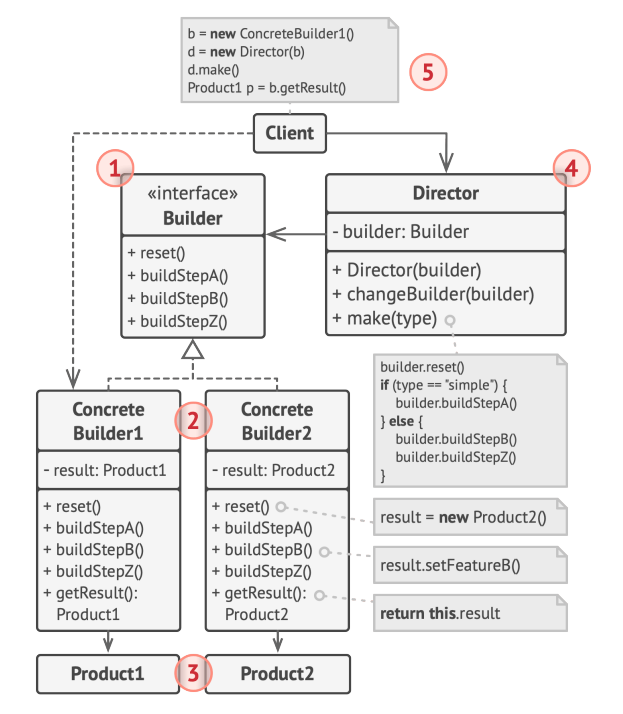 b = new ConcreteBuilder1()
d = new Director(b)
d.make()
Product1 p = b.getResult()
5
Client
1
«interface»
Builder
+ reset()
+ buildStepA()
+ buildStepB()
+ buildStepZ()
4
Director
- builder: Builder
+ Director(builder)
+ changeBuilder(builder)
+ make(type)
builder.reset()
if (type == "simple") {
builder.buildStepA()
} else {
builder.buildStepB()
builder.buildStepZ()
}
2
Concrete
Builder1
- result: Product1
+ reset()
+ buildStepA()
+ buildStepB()
+ buildStepZ()
+ getResult():
Product1
Concrete
Builder2
- result: Product2
+ reset()
+ buildStepA()
+ buildStepB()
+ buildStepZ()
+ getResult():
Product2
result = new Product2()
result.setFeatureB()
return this.result
Product1
3
Product2